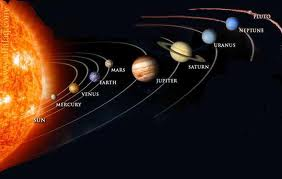 SUN
MERCURY
VENUS
EARTH
MARS
JUPITER
SATURN
URANUS
NEPTUNE
PLUTO